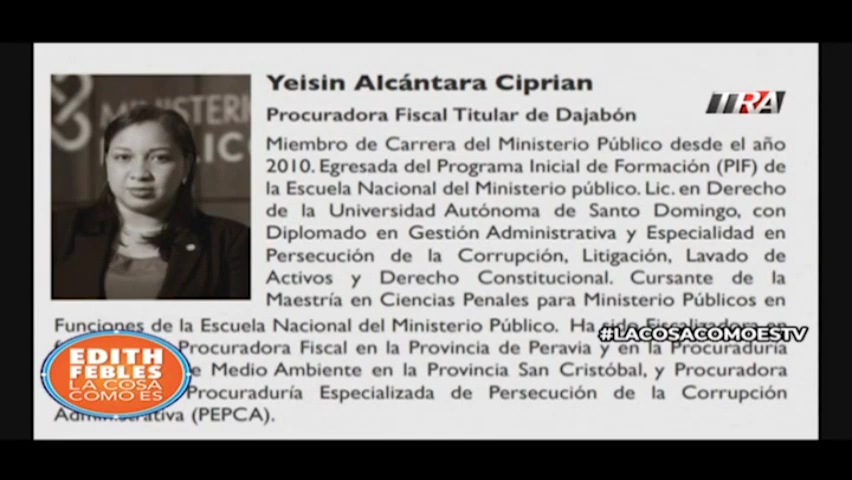 Yeisin Alcántara Ciprian
Procuradora Fiscal Titular de Dajabón
TRA
MINISTERIO
PÚBLICO
Miembro de Carrera del Ministerio Público desde el año
2010. Egresada del Programa Inicial de Formación (PIF) de
la Escuela Nacional del Ministerio público. Lic. en Derecho
de la Universidad Autónoma de Santo Domingo, con
Diplomado en Gestión Administrativa y Especialidad en
Persecución de la Corrupción, Litigación, Lavado de
Activos y Derecho Constitucional. Cursante de la
Maestría en Ciencias Penales para Ministerio Públicos en
Funciones de la Escuela Nacional del Ministerio Público. Ha
#LACOSACOMOESTV
Procuradora Fiscal en la Provincia de Peravia y en la Procuraduría
de Medio Ambiente en la Provincia San Cristóbal, y Procuradora
Procuraduría Especializada de Persecución de la Corrupción
(PEPCA).
EDITH
FEBLES
LA COSA
COMO ES